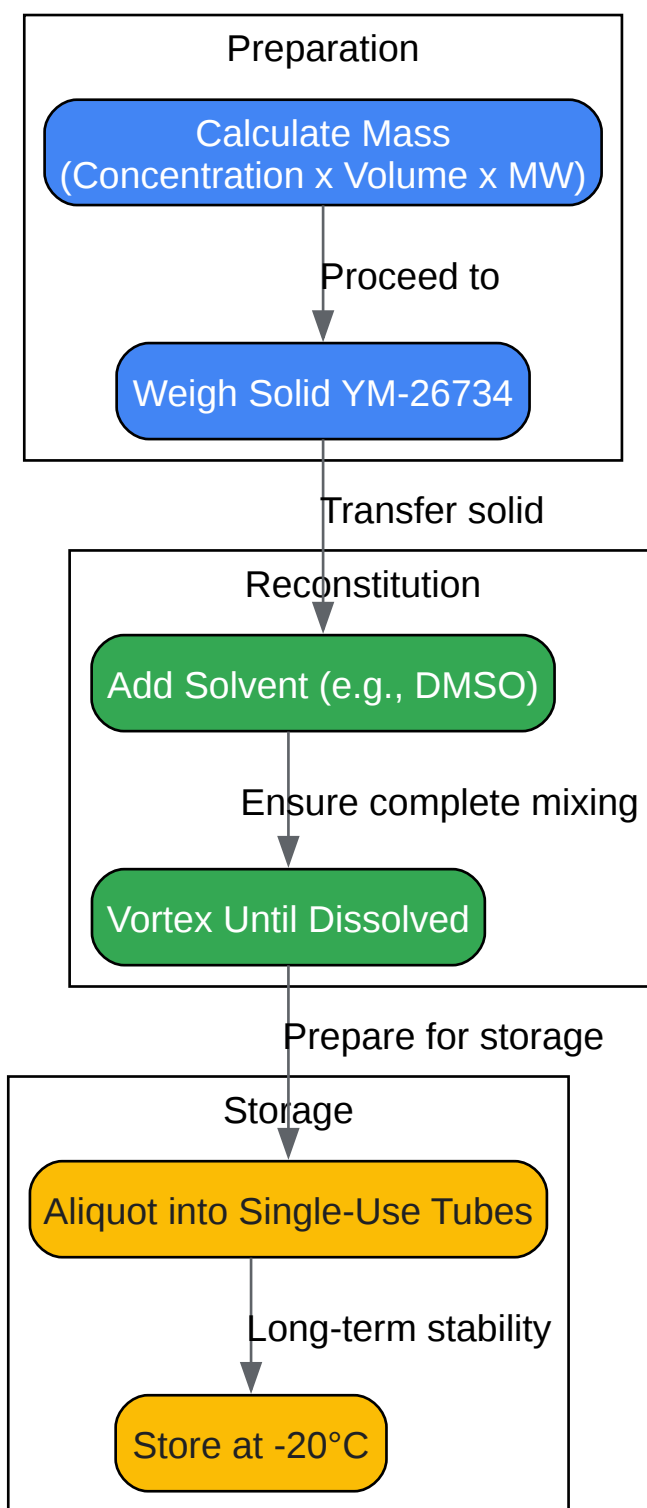 Preparation
Calculate Mass
(Concentration x Volume x MW)
Proceed to
Weigh Solid YM-26734
Transfer solid
Reconstitution
Add Solvent (e.g., DMSO)
Ensure complete mixing
Vortex Until Dissolved
Prepare for storage
Storage
Aliquot into Single-Use Tubes
Long-term stability
Store at -20°C